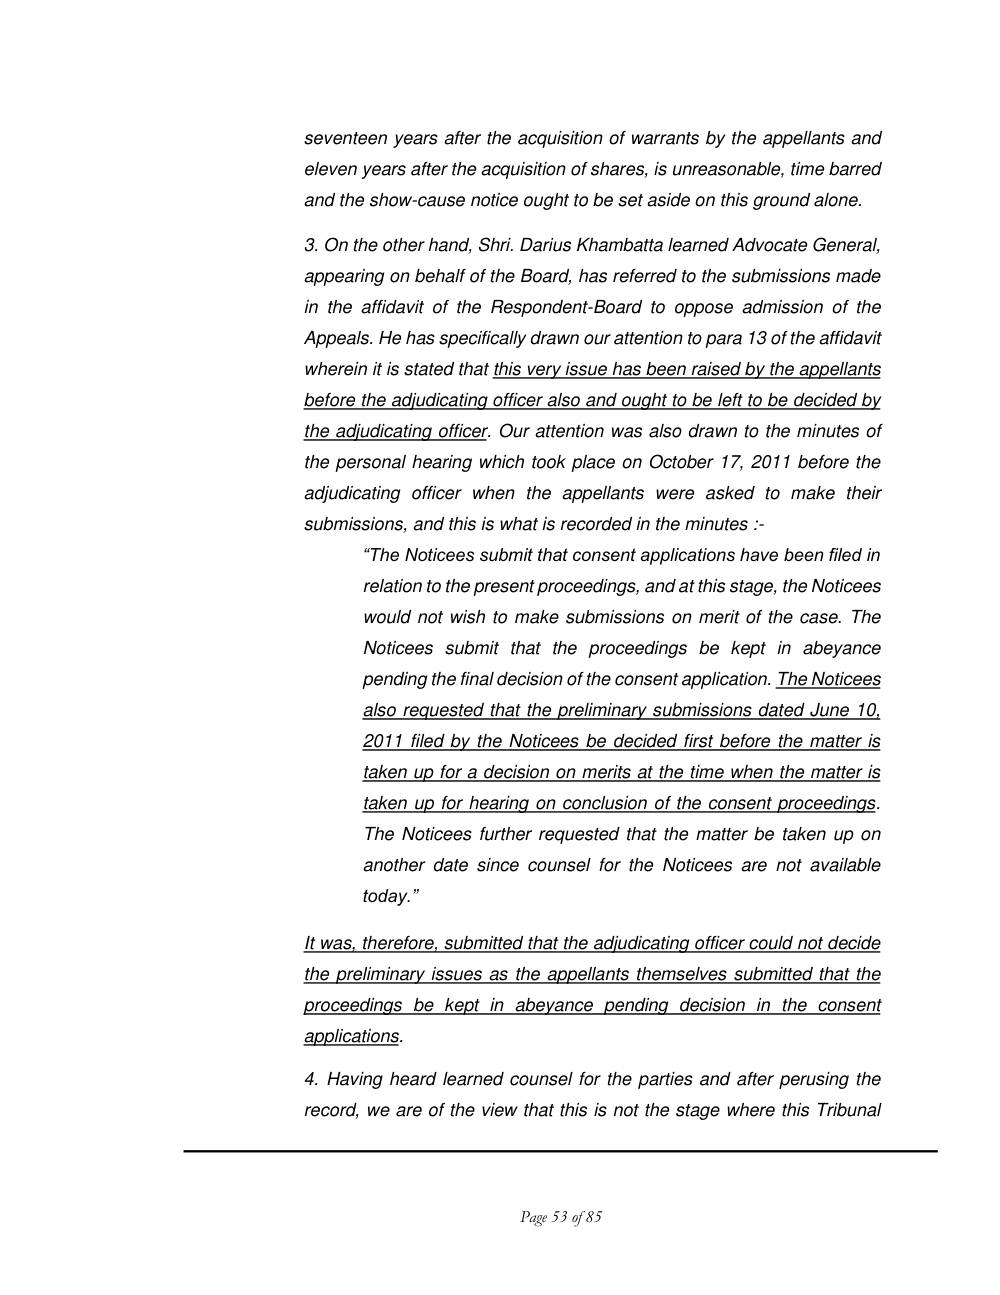 seventeen years after the acquisition of warrants by the appellants and
eleven years after the acquisition of shares, is unreasonable, time barred
and the show-cause notice ought to be set aside on this ground alone.
3. On the other hand, Shri. Darius Khambatta learned Advocate General,
appearing on behalf of the Board, has referred to the submissions made
in the affidavit of the Respondent-Board to oppose admission of the
Appeals. He has specifically drawn our attention to para 13 of the affidavit
wherein it is stated that this very issue has been raised by the appellants
before the adjudicating officer also and ought to be left to be decided by
the adjudicating officer. Our attention was also drawn to the minutes of
the personal hearing which took place on October 17, 2011 before the
adjudicating officer when the appellants were asked to make their
submissions, and this is what is recorded in the minutes :-
“The Noticees submit that consent applications have been filed in
relation to the present proceedings, and at this stage, the Noticees
would not wish to make submissions on merit of the case. The
Noticees submit that the proceedings be kept in abeyance
pending the final decision of the consent application. The Noticees
also requested that the preliminary submissions dated June 10,
2011 filed by the Noticees be decided first before the matter is
taken up for a decision on merits at the time when the matter is
taken up for hearing on conclusion of the consent proceedings.
The Noticees further requested that the matter be taken up on
another date since counsel for the Noticees are not available
today.”
It was, therefore, submitted that the adjudicating officer could not decide
the preliminary issues as the appellants themselves submitted that the
proceedings be kept in abeyance pending decision in the consent
applications.
4. Having heard learned counsel for the parties and after perusing the
record, we are of the view that this is not the stage where this Tribunal
Page 53 of 85